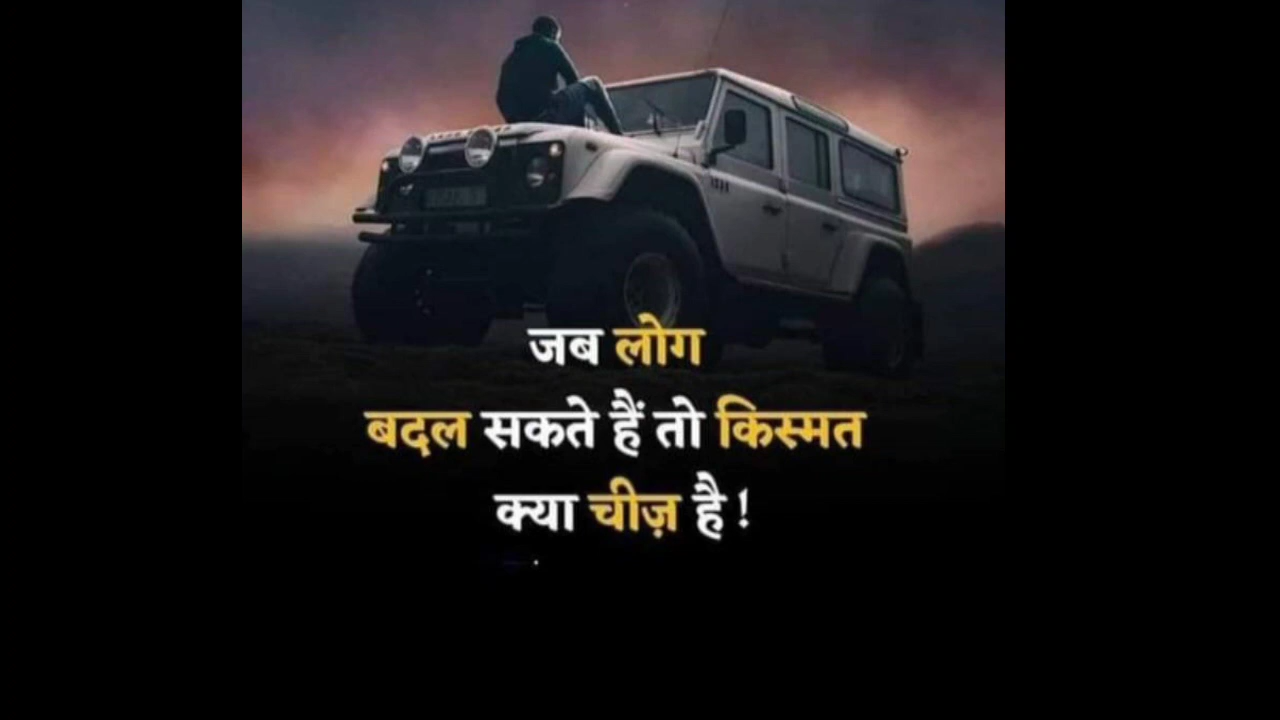 जब लोग
बदल सकते हैं तो किस्मत
क्या चीज़ है !